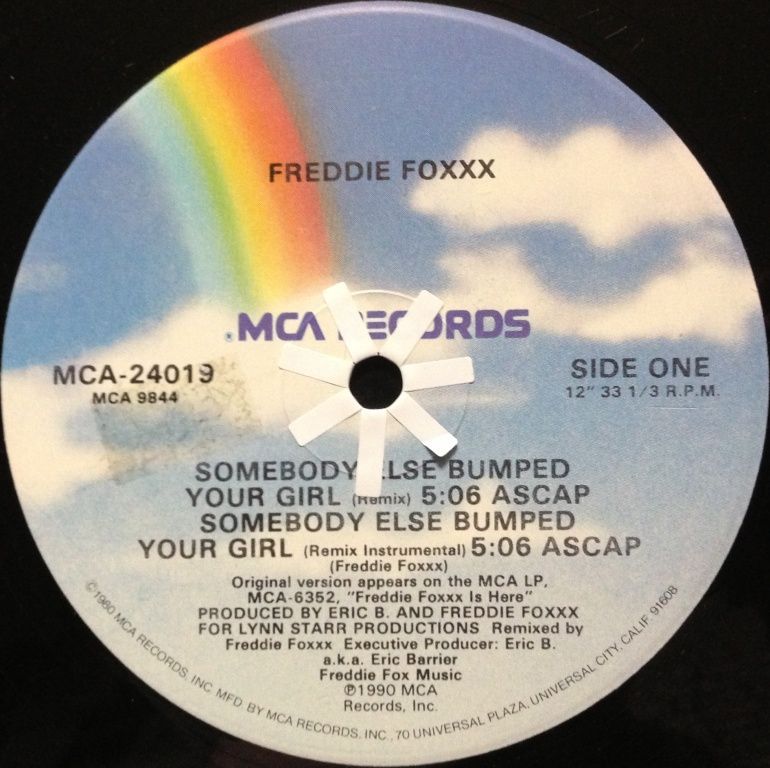 FREDDIE FOXXX
® MCA RECORDS
MCA-24019
MCA 9844
SIDE ONE
12" 33 1/3 R.P.M.
SOMEBODY ELSE BUMPED
YOUR GIRL (Remix) 5:06 ASCAP
SOMEBODY ELSE BUMPED
YOUR GIRL (Remix Instrumental) 5:06 ASCAP
(Freddie Foxxx)
Original version appears on the MCA LP,
MCA-6352, "Freddie Foxxx Is Here"
PRODUCED BY ERIC B. AND FREDDIE FOXXX
FOR LYNN STARR PRODUCTIONS Remixed by
Freddie Foxxx Executive Producer: Eric B.
a.k.a. Eric Barrier
Freddie Fox Music
℗1990 MCA
Records, Inc.
©1980 MCA RECORDS, INC. MFD. BY MCA RECORDS, INC., 70 UNIVERSAL PLAZA, UNIVERSAL CITY, CALIF. 91608